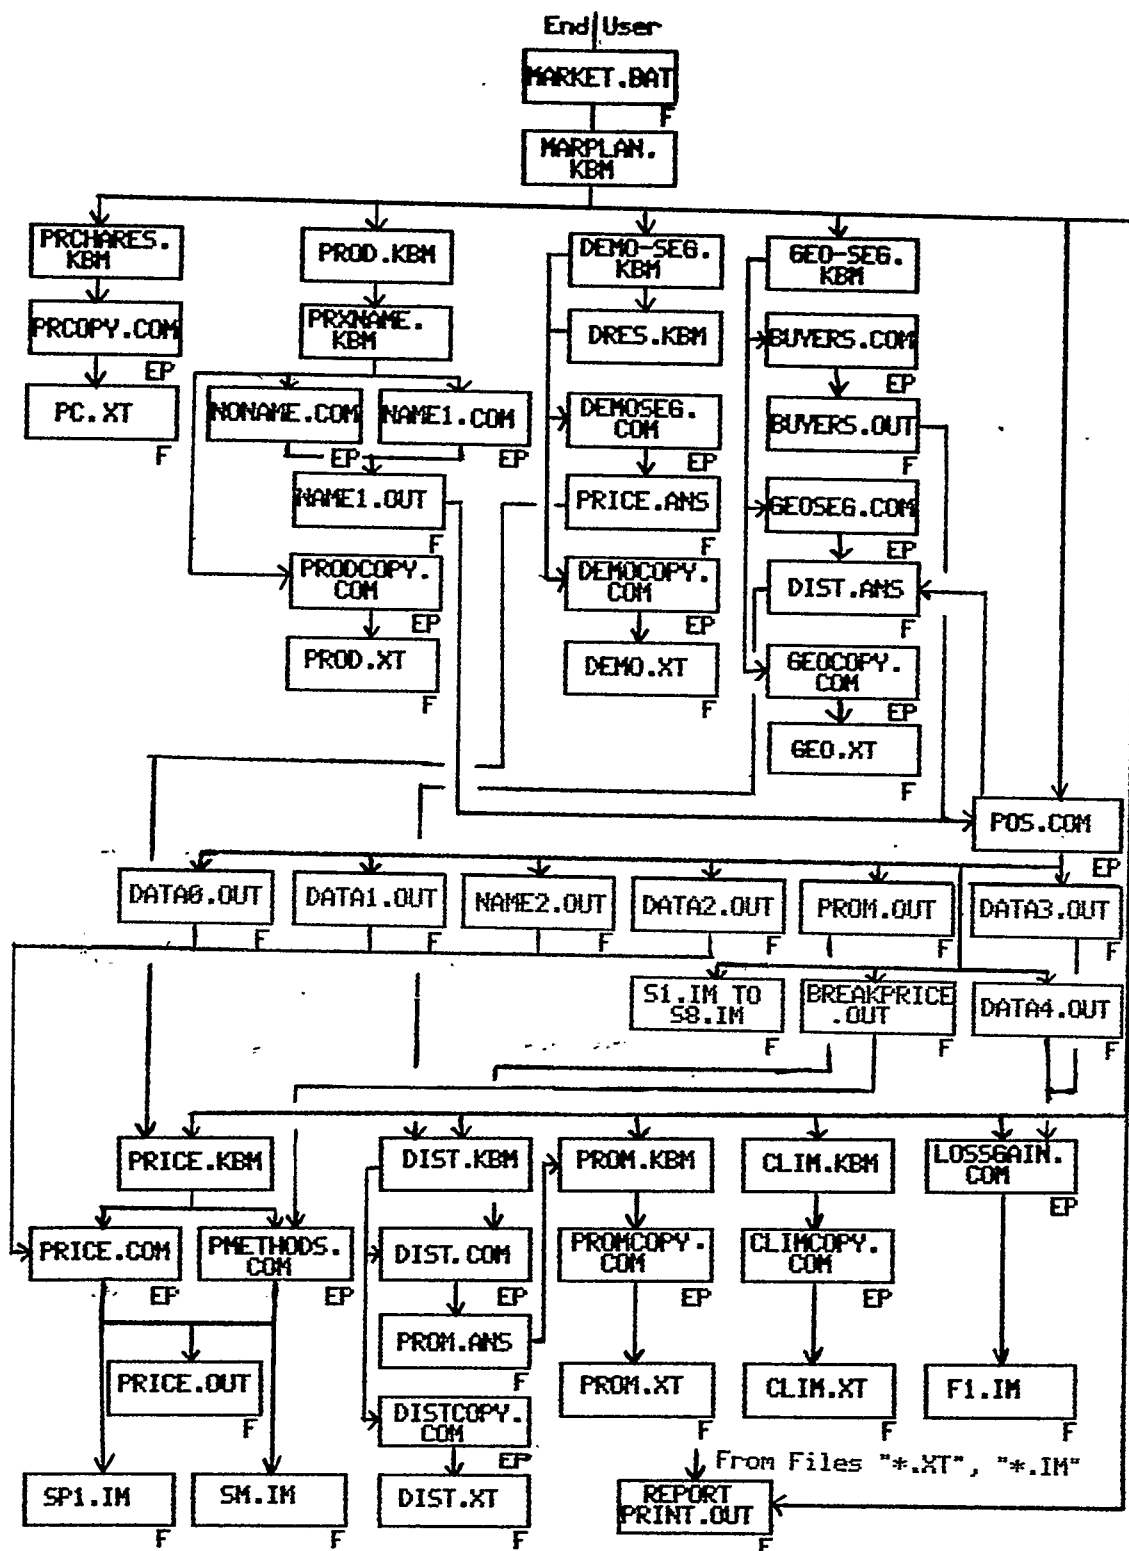 End User
MARKET.BAT
F
MARPLAN.
KBM
PRCHARES.
KBM
PROD.KBM
DEMO-SEG.
KBM
GEO-SEG.
KBM
PRCOPY.COM
EP
PRXNAME.
KBM
DRES.KBM
BUYERS.COM
EP
PC.XT
F
NONAME.COM
EP
NAME1.COM
EP
DEMOSEG.
COM
EP
BUYERS.OUT
F
NAME1.OUT
F
PRICE.ANS
F
GEOSEG.COM
EP
PRODCOPY.
COM
EP
DEMOCOPY.
COM
EP
DIST.ANS
F
PROD.XT
F
DEMO.XT
F
GEOCOPY.
COM
EP
GEO.XT
F
POS.COM
EP
DATA0.OUT
F
DATA1.OUT
F
NAME2.OUT
F
DATA2.OUT
F
PROM.OUT
F
DATA3.OUT
F
S1.IM TO
S8.IM
F
BREAKPRICE
.OUT
F
DATA4.OUT
F
PRICE.KBM
DIST.KBM
PROM.KBM
CLIM.KBM
LOSSGAIN.
COM
EP
PRICE.COM
EP
PMETHODS.
COM
EP
DIST.COM
EP
PROMCOPY.
COM
EP
CLIMCOPY.
COM
EP
PROM.ANS
F
PRICE.OUT
F
PROM.XT
F
CLIM.XT
F
F1.IM
F
DISTCOPY.
COM
EP
From Files "*.XT", "*.IM"
SP1.IM
F
SM.IM
F
DIST.XT
F
REPORT
PRINT.OUT
F